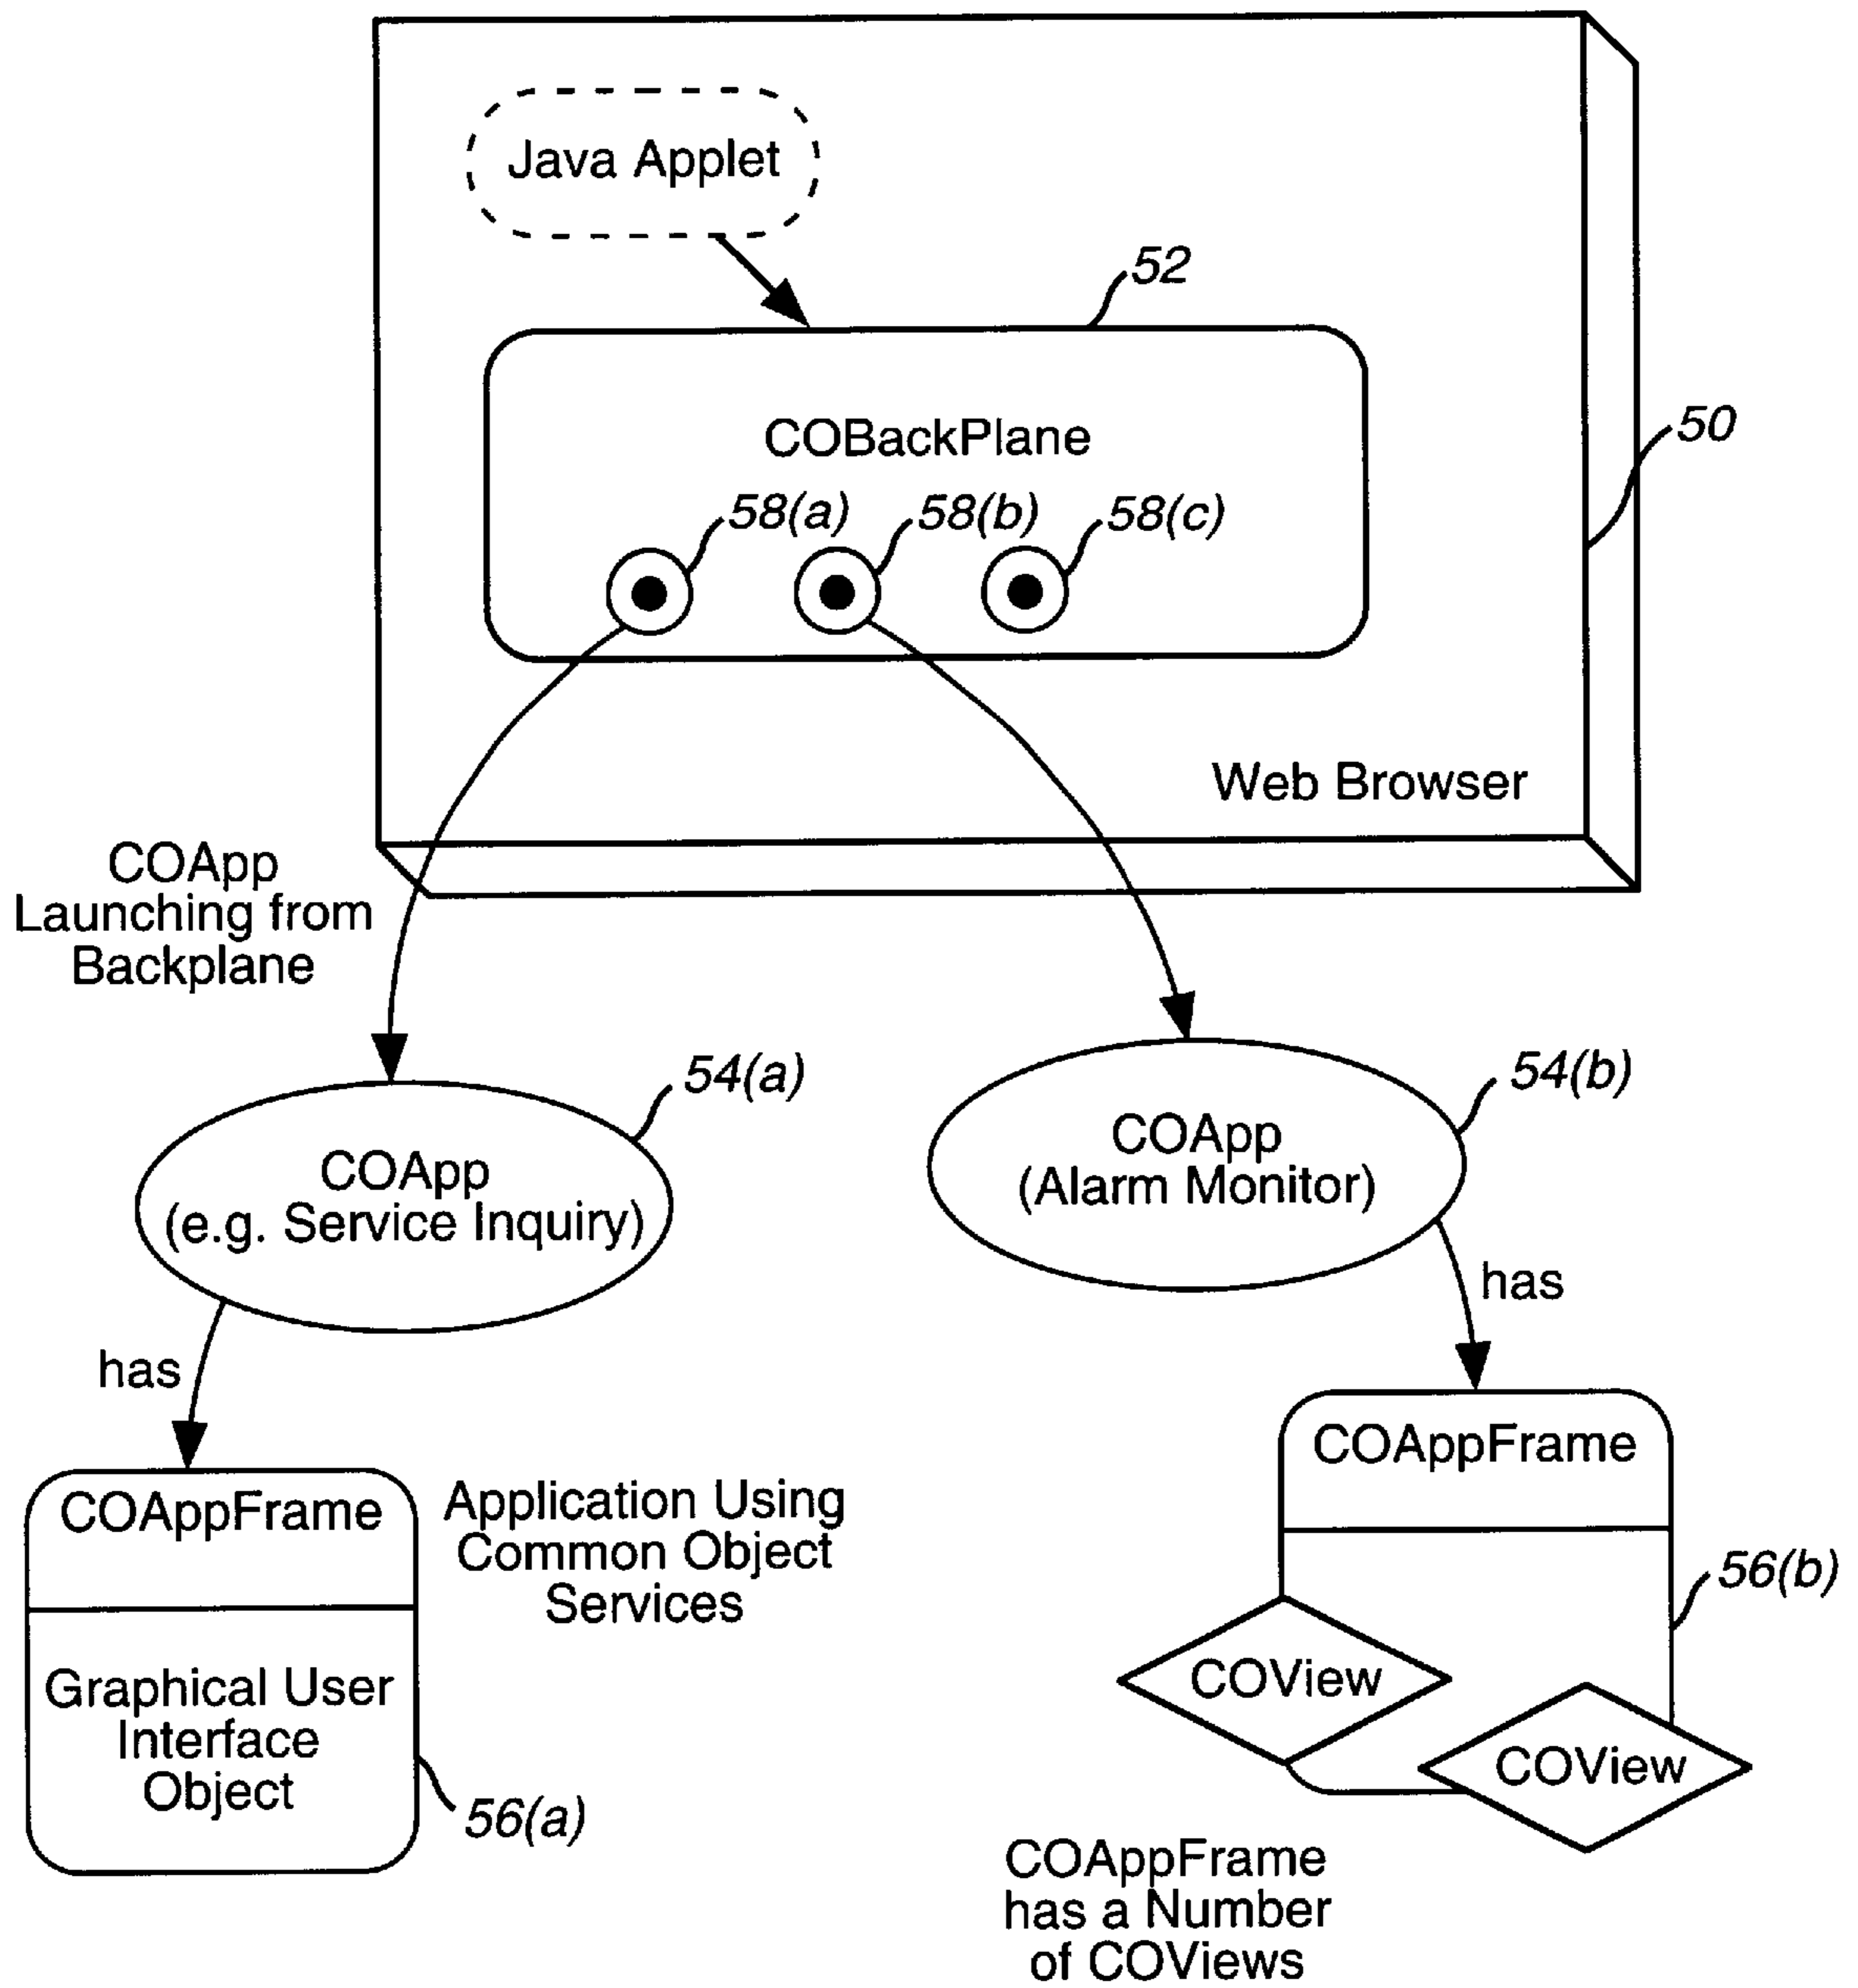 Java Applet
52
COBackPlane
50
58(a)
58(b)
58(c)
Web Browser
COApp
Launching from
Backplane
54(a)
54(b)
COApp
(e.g. Service Inquiry)
COApp
(Alarm Monitor)
has
has
COAppFrame
Graphical User
Interface
Object
56(a)
Application Using
Common Object
Services
COAppFrame
56(b)
COView
COView
COAppFrame
has a Number
of COViews